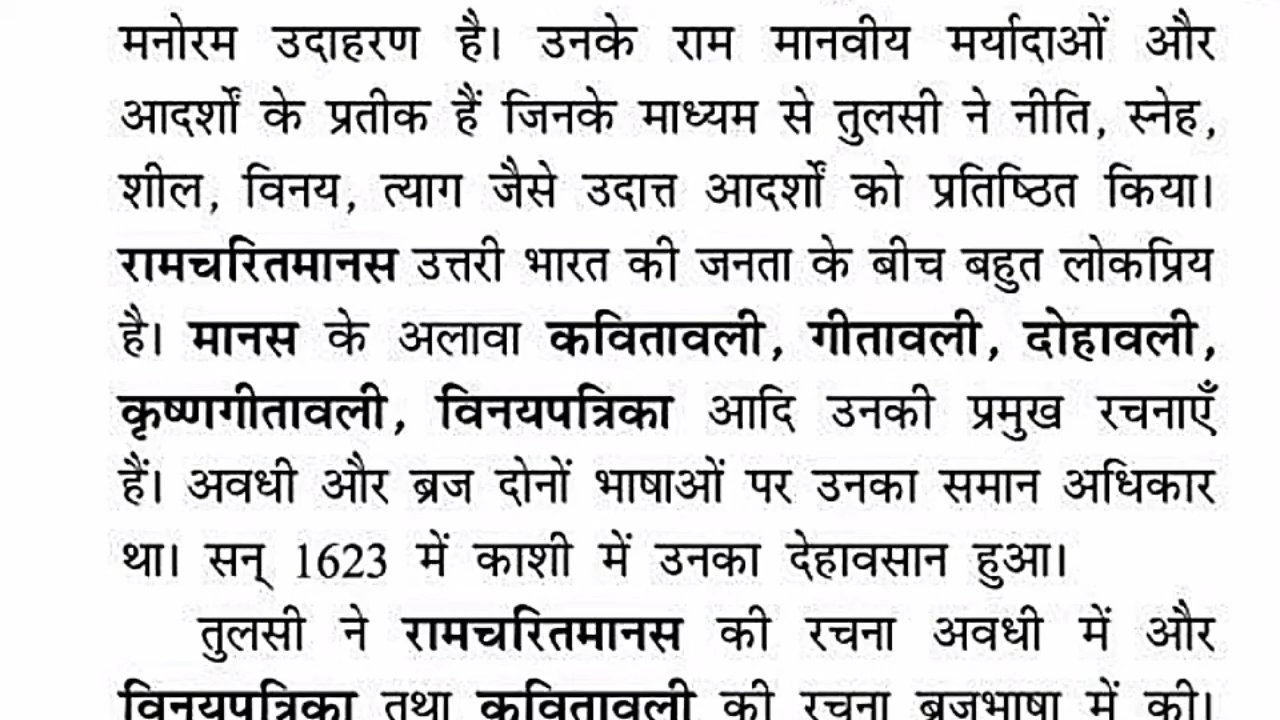 मनोरम उदाहरण है। उनके राम मानवीय मर्यादाओं और
आदर्शों के प्रतीक हैं जिनके माध्यम से तुलसी ने नीति, स्नेह,
शील, विनय, त्याग जैसे उदात्त आदर्शों को प्रतिष्ठित किया।
रामचरितमानस उत्तरी भारत की जनता के बीच बहुत लोकप्रिय
है। मानस के अलावा कवितावली, गीतावली, दोहावली,
कृष्णगीतावली, विनयपत्रिका आदि उनकी प्रमुख रचनाएँ
हैं। अवधी और ब्रज दोनों भाषाओं पर उनका समान अधिकार
था। सन् 1623 में काशी में उनका देहावसान हुआ।
तुलसी ने रामचरितमानस की रचना अवधी में और
विनयपत्रिका तथा कवितावली की रचना ब्रजभाषा में की।